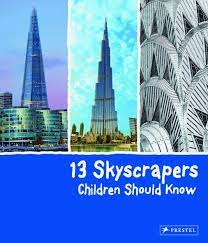 13 Skyscrapers
Children Should Know
PRESTEL